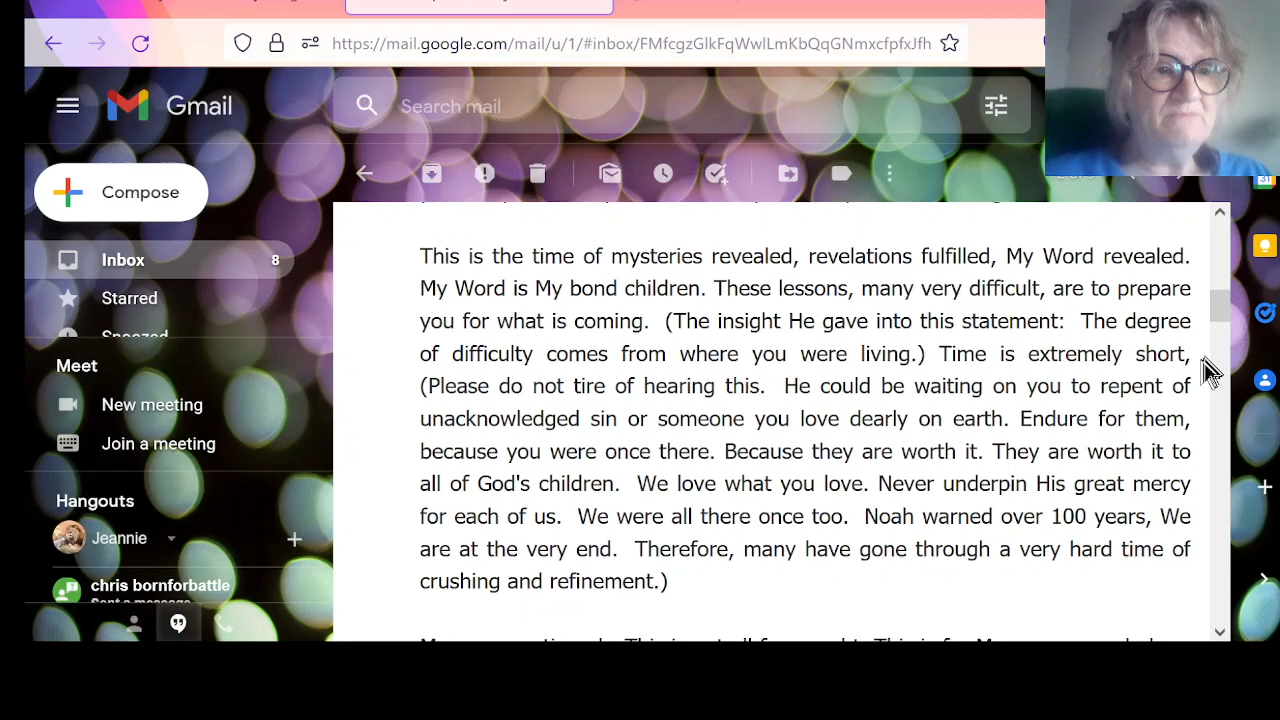 https://mail.google.com/mail/u/1/#inbox/FMfcgzGlkFqWwlLmKbQqGNmxcfpfxJfh
Gmail
Search mail
Compose
Inbox 8
Starred
Snoozed
Meet
New meeting
Join a meeting
Hangouts
Jeannie
chris bornforbattle
Sent a message
This is the time of mysteries revealed, revelations fulfilled, My Word revealed.
My Word is My bond children. These lessons, many very difficult, are to prepare
you for what is coming. (The insight He gave into this statement: The degree
of difficulty comes from where you were living.) Time is extremely short,
(Please do not tire of hearing this. He could be waiting on you to repent of
unacknowledged sin or someone you love dearly on earth. Endure for them,
because you were once there. Because they are worth it. They are worth it to
all of God's children. We love what you love. Never underpin His great mercy
for each of us. We were all there once too. Noah warned over 100 years, We
are at the very end. Therefore, many have gone through a very hard time of
crushing and refinement.)